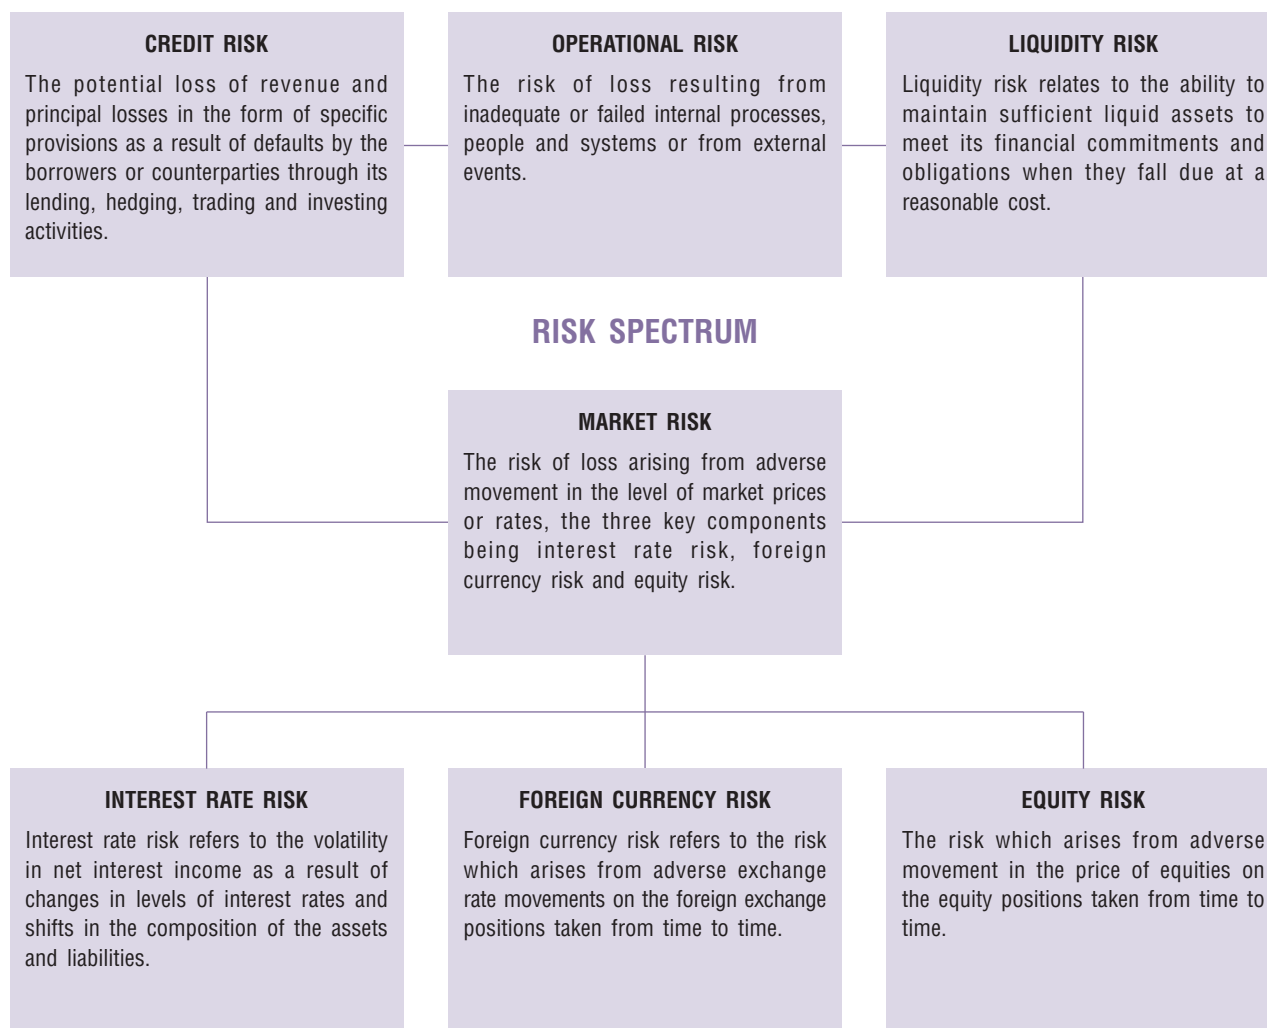 CREDIT RISK
The potential loss of revenue and
principal losses in the form of specific
provisions as a result of defaults by the
borrowers or counterparties through its
lending, hedging, trading and investing
activities.
OPERATIONAL RISK
The risk of loss resulting from
inadequate or failed internal processes,
people and systems or from external
events.
LIQUIDITY RISK
Liquidity risk relates to the ability to
maintain sufficient liquid assets to
meet its financial commitments and
obligations when they fall due at a
reasonable cost.
RISK SPECTRUM
MARKET RISK
The risk of loss arising from adverse
movement in the level of market prices
or rates, the three key components
being interest rate risk, foreign
currency risk and equity risk.
INTEREST RATE RISK
Interest rate risk refers to the volatility
in net interest income as a result of
changes in levels of interest rates and
shifts in the composition of the assets
and liabilities.
FOREIGN CURRENCY RISK
Foreign currency risk refers to the risk
which arises from adverse exchange
rate movements on the foreign exchange
positions taken from time to time.
EQUITY RISK
The risk which arises from adverse
movement in the price of equities on
the equity positions taken from time to
time.